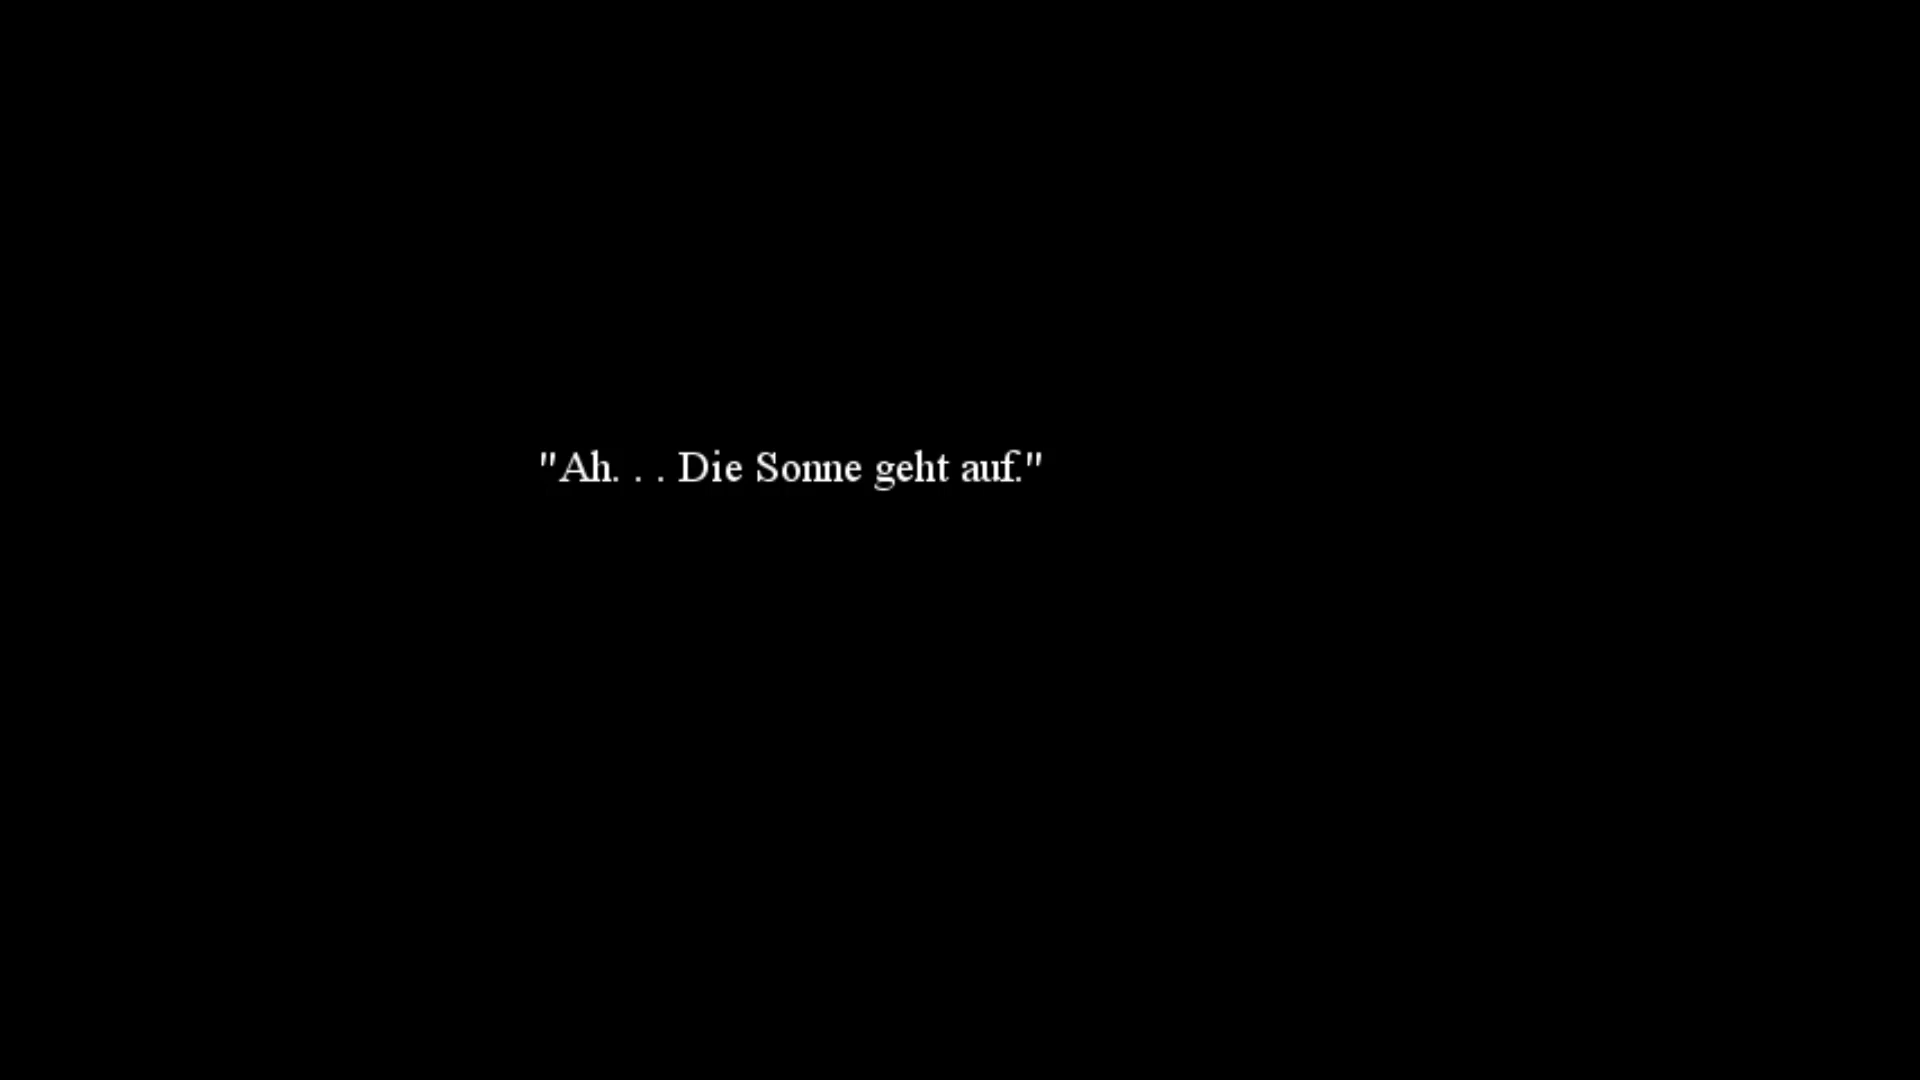 "Ah. . . Die Sonne geht auf."